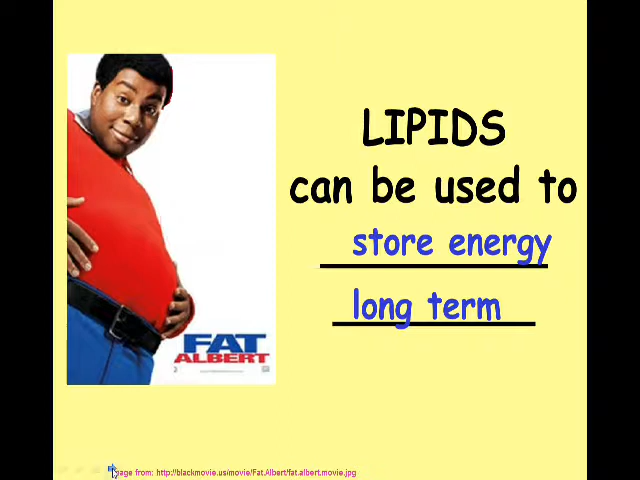 LIPIDS
can be used to
store energy
long term
FAT
ALBERT
mage from: http://blackmovie.us/movie/Fat.Albert/fat.albert.movie.jpg